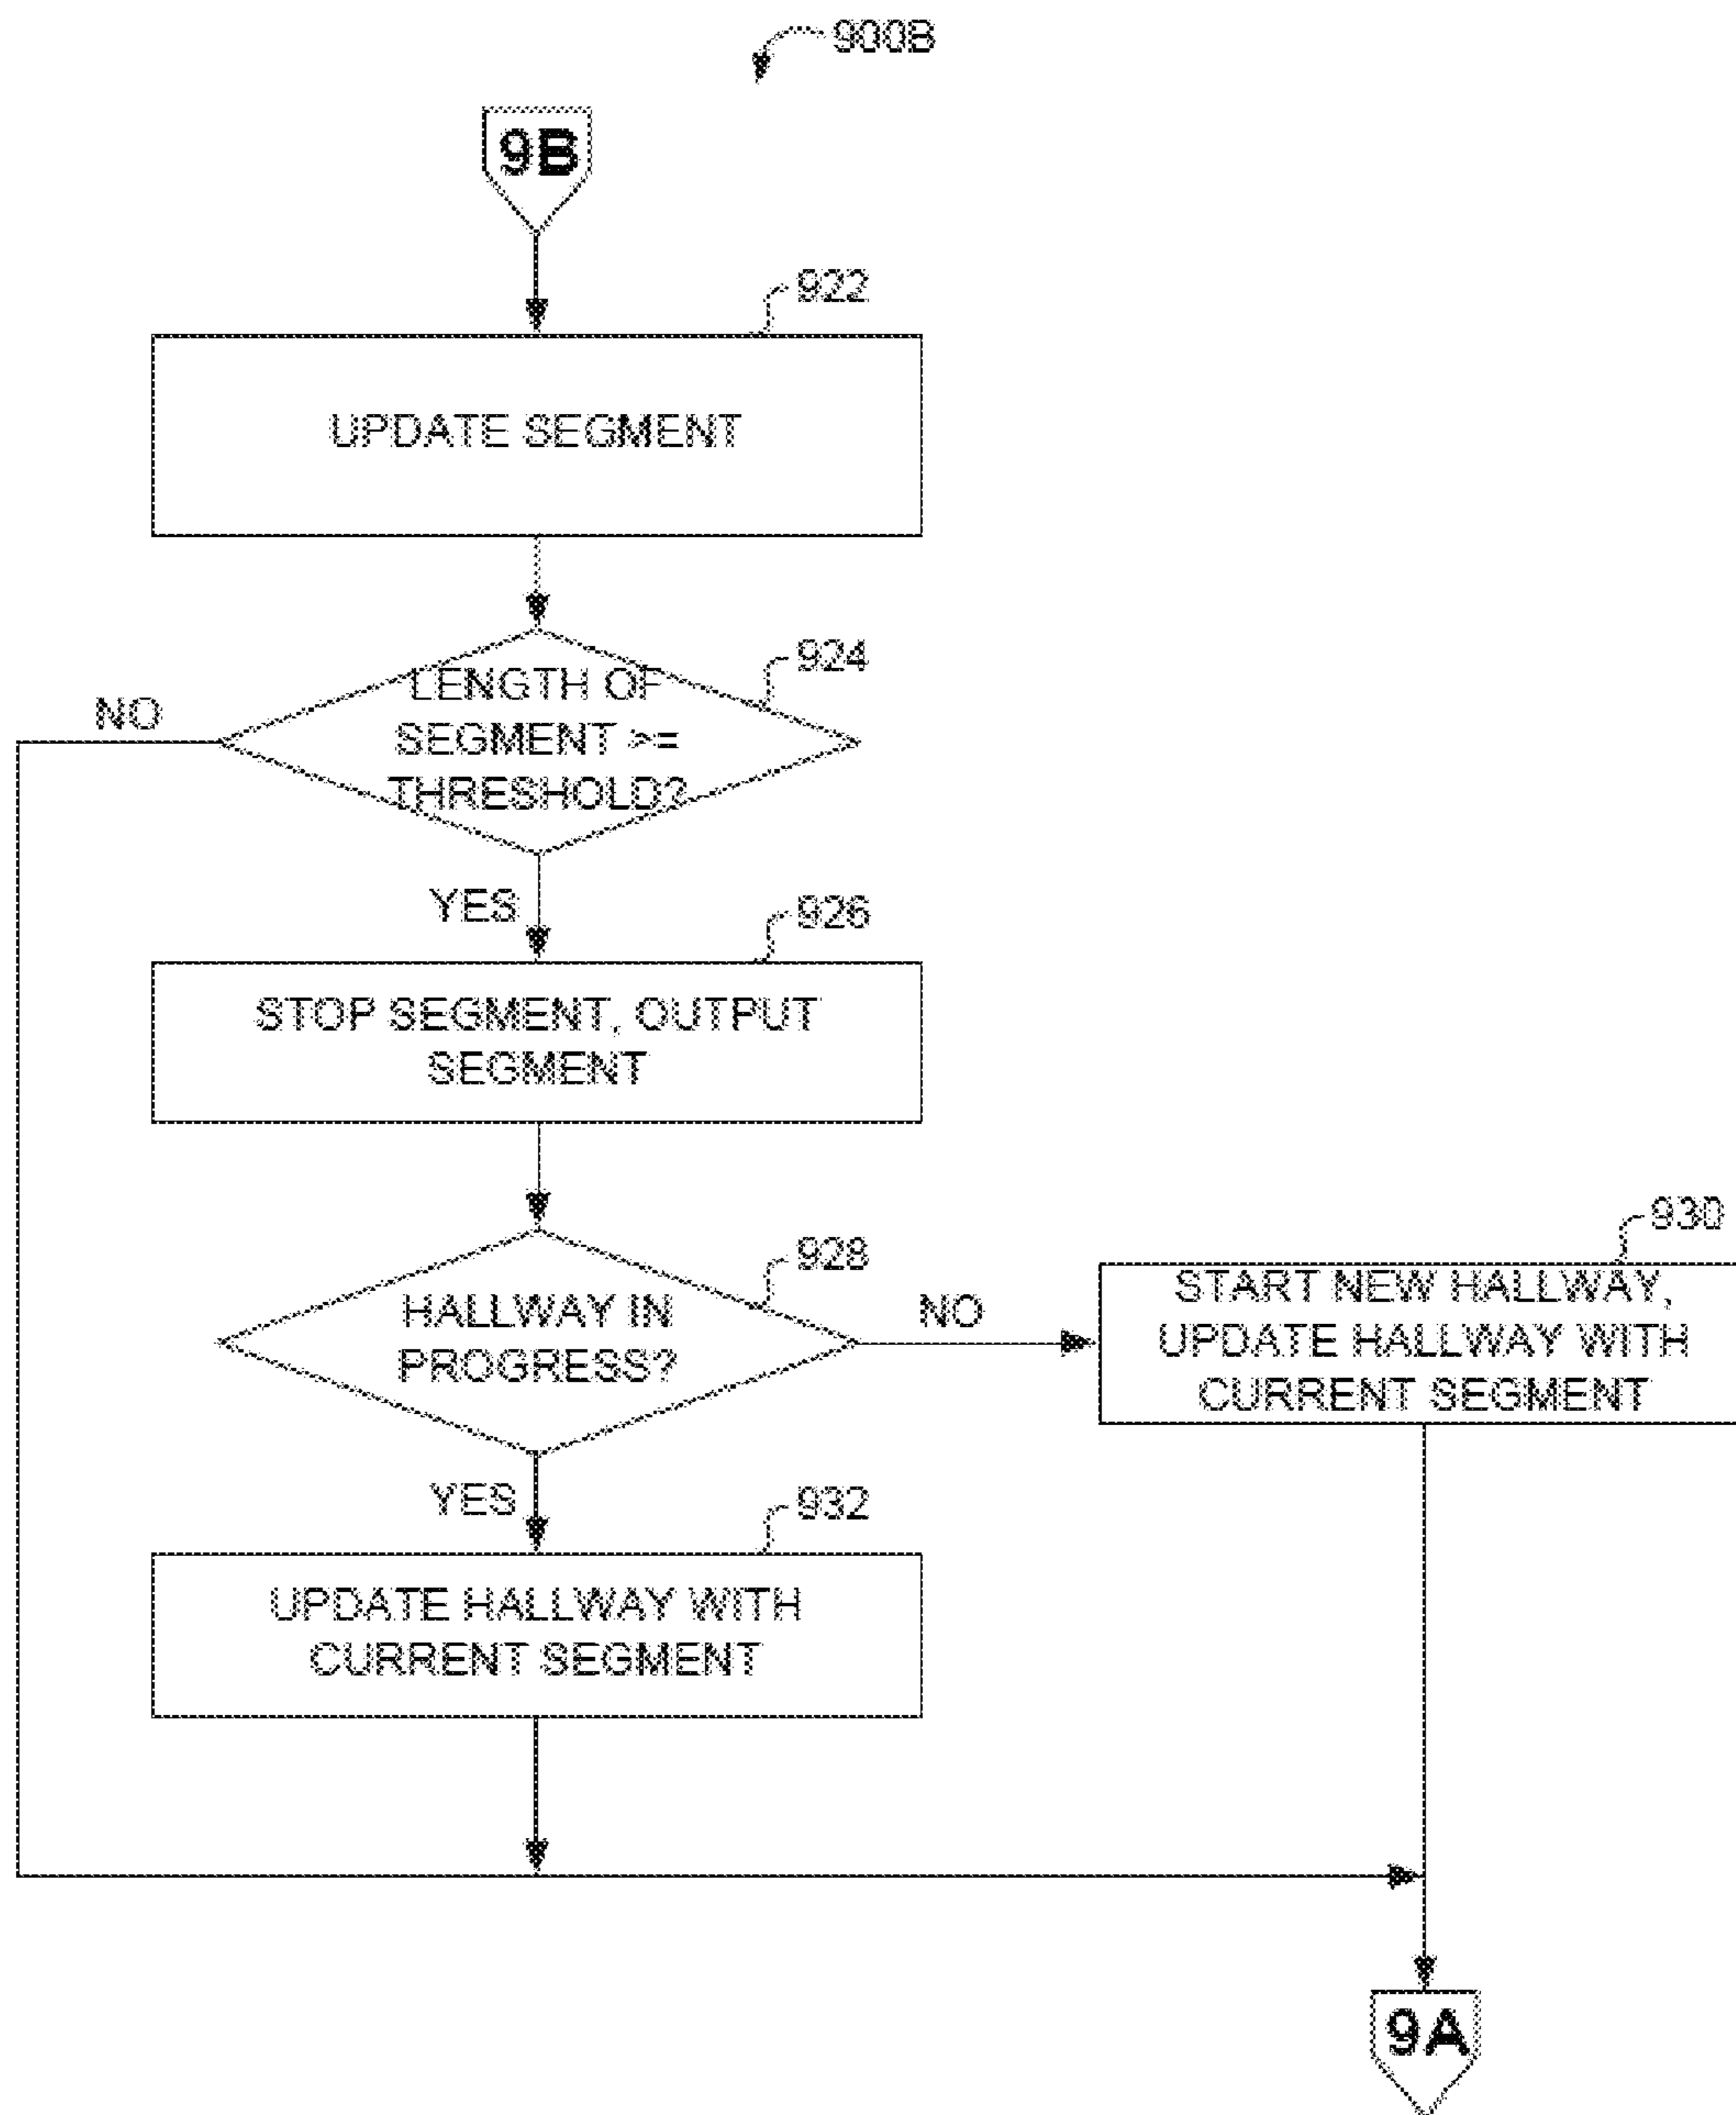 900B
9B
922
UPDATE SEGMENT
924
LENGTH OF
SEGMENT >=
THRESHOLD?
NO
YES
926
STOP SEGMENT, OUTPUT
SEGMENT
928
HALLWAY IN
PROGRESS?
NO
930
START NEW HALLWAY,
UPDATE HALLWAY WITH
CURRENT SEGMENT
YES
932
UPDATE HALLWAY WITH
CURRENT SEGMENT
9A